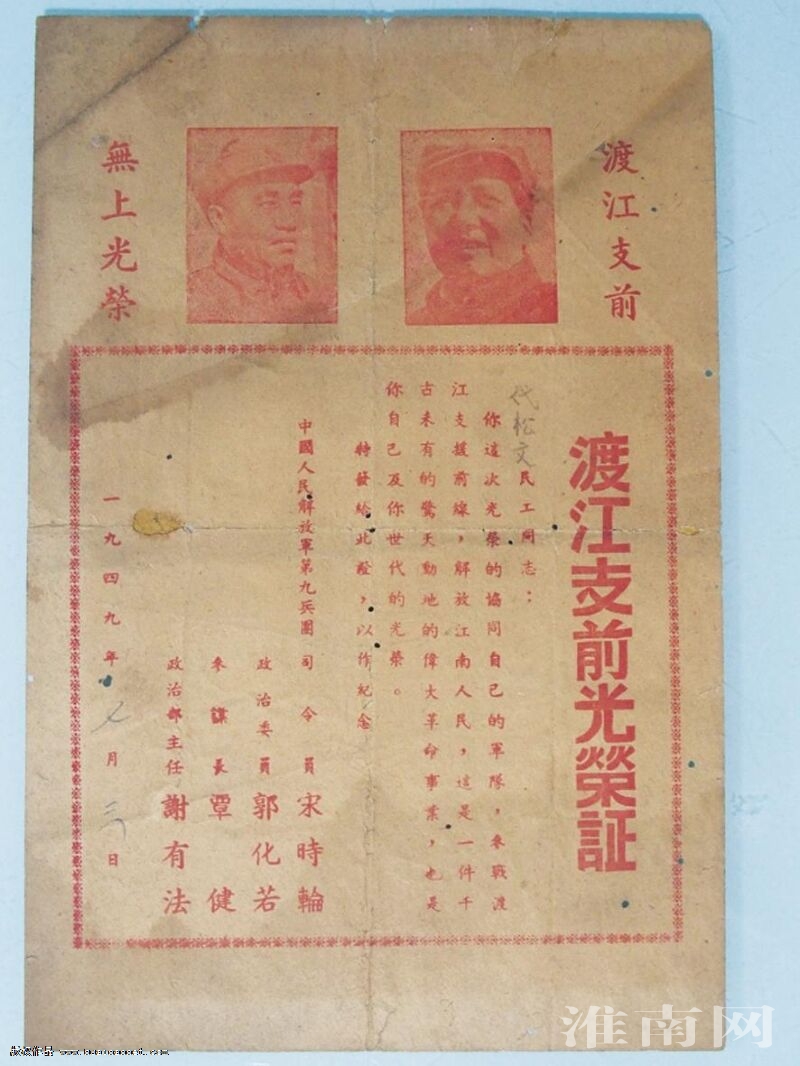 渡江支前
無上光榮
渡江支前光榮証
代松文民工同志：
你這次光榮的協同自己的軍隊，參戰渡
江支援前線，解放江南人民，這是一件千
古未有的驚天動地的偉大革命事業，也是
你自己及你世代的光榮。
特發給此證，以作紀念
中國人民解放軍第九兵團司令員宋時輪
政治委員郭化若
參謀長覃健
政治部主任謝有法
一九四九年七月 日
淮南网